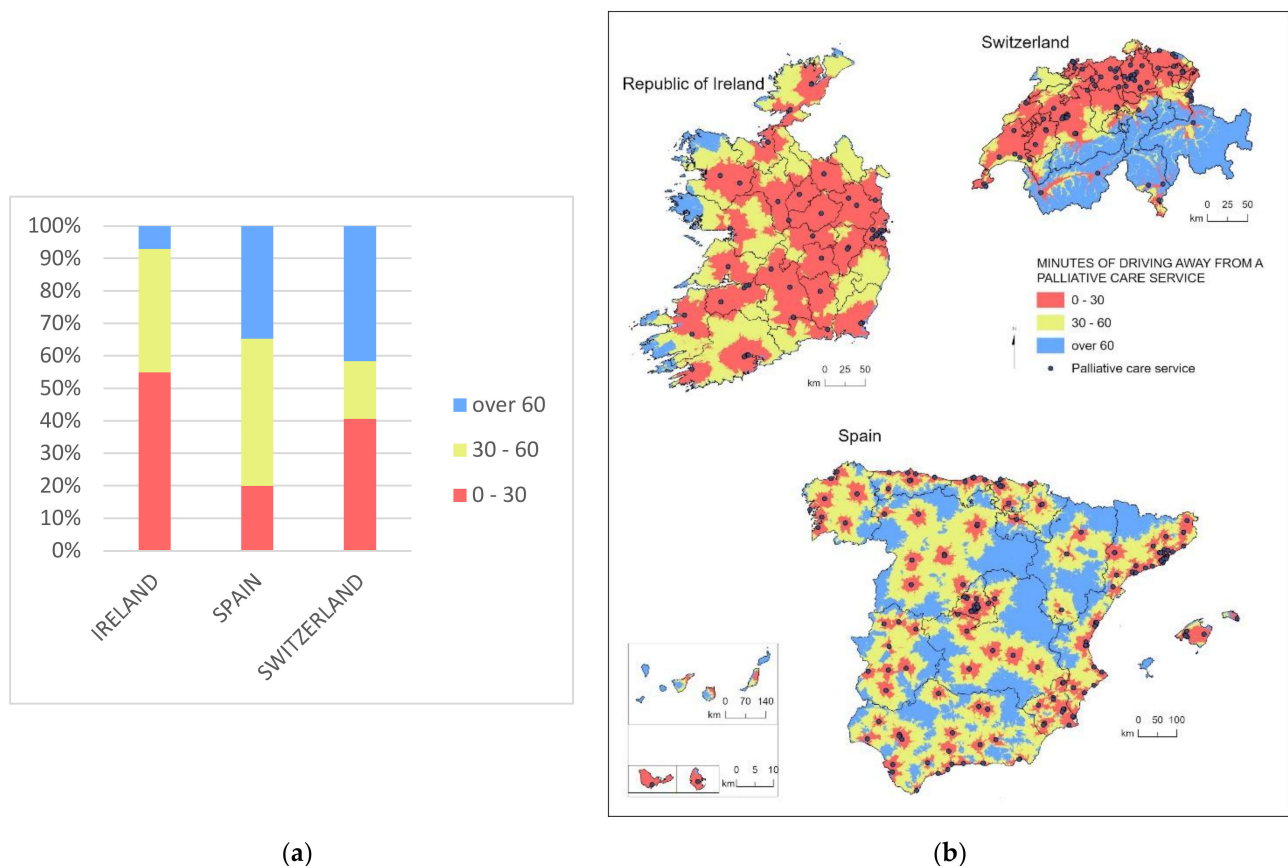 100%
90%
80%
70%
60%
50%
40%
30%
20%
10%
0%
IRELAND
SPAIN
SWITZERLAND
over 60
30 - 60
0 - 30
(a)
Republic of Ireland
Switzerland
km
0 25 50
MINUTES OF DRIVING AWAY FROM A
PALLIATIVE CARE SERVICE
0 - 30
30 - 60
over 60
Palliative care service
0 25 50
km
Spain
0 70 140
km
0 5 10
km
0 50 100
km
(b)